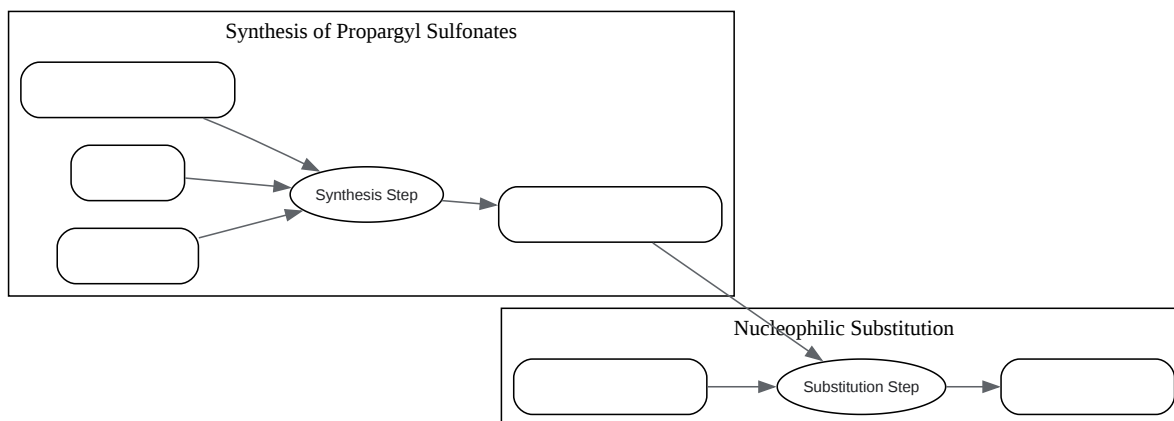 Synthesis of Propargyl Sulfonates
Synthesis Step
Nucleophilic Substitution
Substitution Step